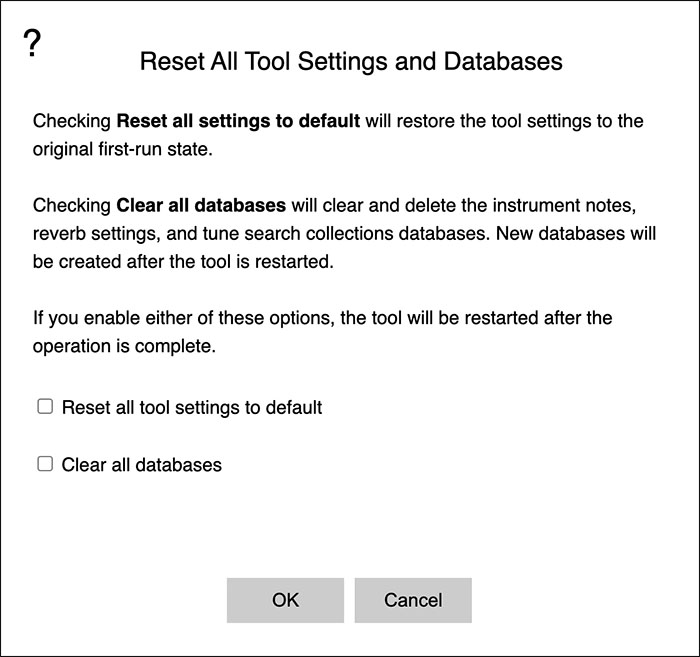 ?
Reset All Tool Settings and Databases
Checking Reset all settings to default will restore the tool settings to the
original first-run state.
Checking Clear all databases will clear and delete the instrument notes,
reverb settings, and tune search collections databases. New databases will
be created after the tool is restarted.
If you enable either of these options, the tool will be restarted after the
operation is complete.
Reset all tool settings to default
Clear all databases
OK
Cancel